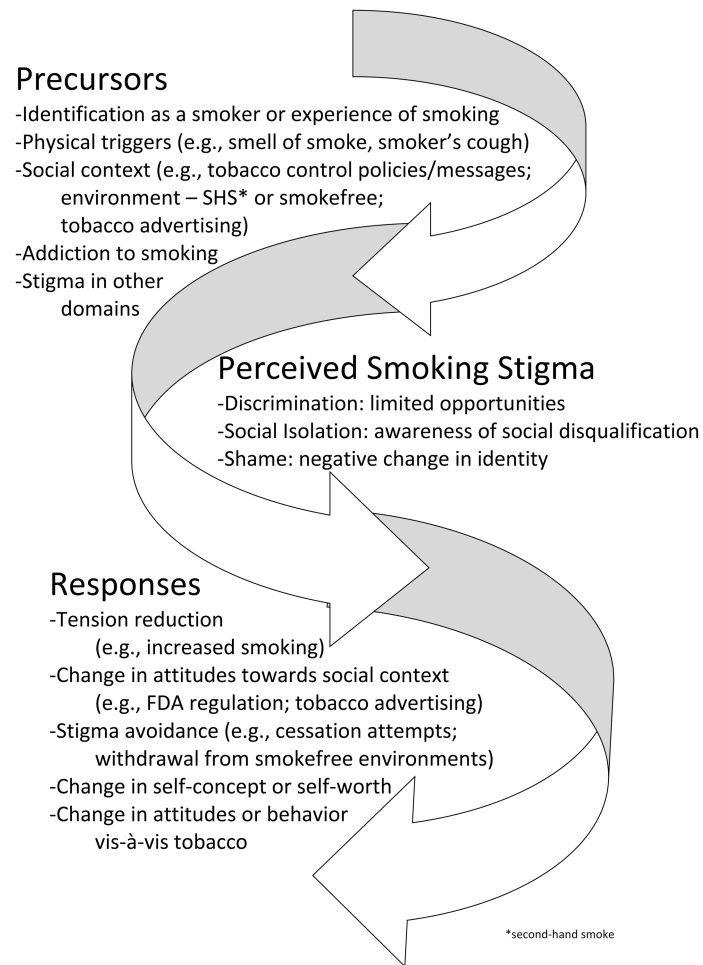 Precursors
-Identification as a smoker or experience of smoking
-Physical triggers (e.g., smell of smoke, smoker’s cough)
-Social context (e.g., tobacco control policies/messages;
environment – SHS* or smokefree;
tobacco advertising)
-Addiction to smoking
-Stigma in other
domains
Perceived Smoking Stigma
-Discrimination: limited opportunities
-Social Isolation: awareness of social disqualification
-Shame: negative change in identity
Responses
-Tension reduction
(e.g., increased smoking)
-Change in attitudes towards social context
(e.g., FDA regulation; tobacco advertising)
-Stigma avoidance (e.g., cessation attempts;
withdrawal from smokefree environments)
-Change in self-concept or self-worth
-Change in attitudes or behavior
vis-à-vis tobacco
*second-hand smoke